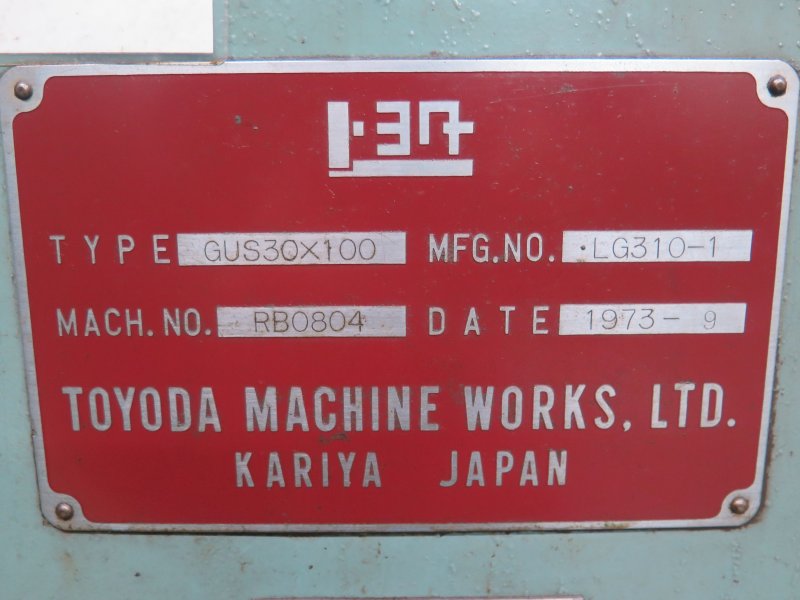 トヨダ
TYPE GUS30×100 MFG.NO. LG310-1
MACH.NO. RB0804 DATE 1973-9
TOYODA MACHINE WORKS, LTD.
KARIYA JAPAN